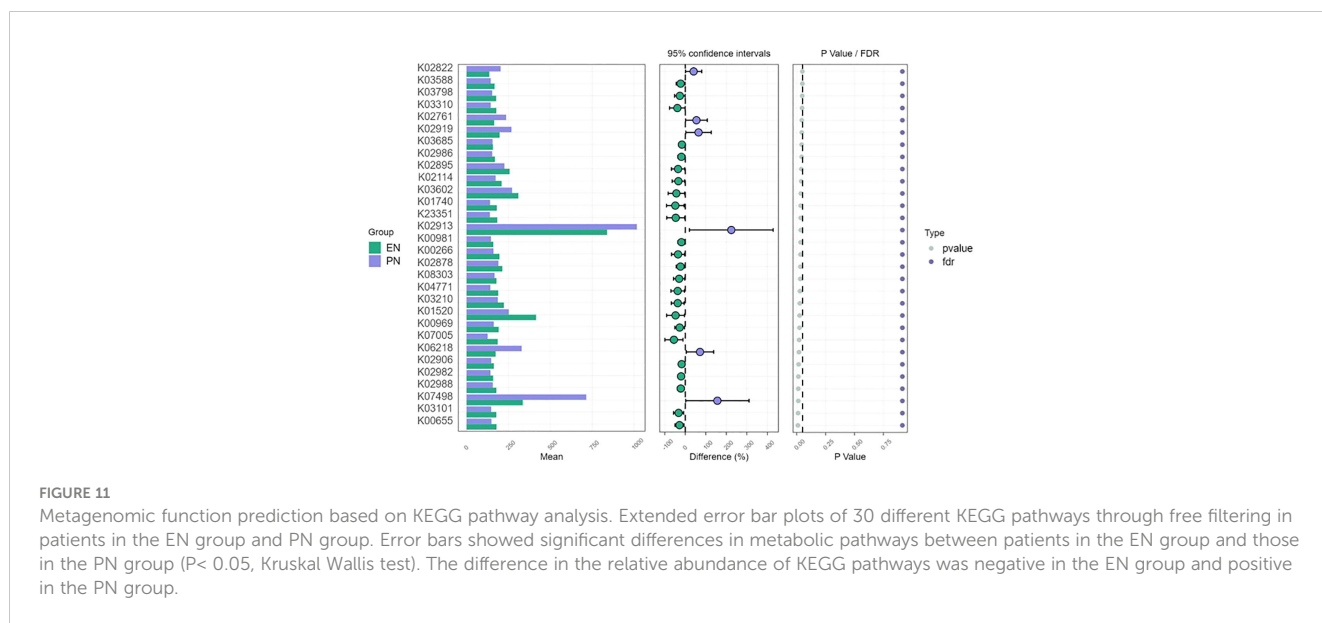 95% confidence intervals
P Value / FDR
K02822
K03588
K03798
K03310
K02761
K02919
K03685
K02986
K02895
K02114
K03602
K01740
K23351
K02913
K00981
K00266
K02878
K08303
K04771
K03210
K01520
K00969
K07005
K06218
K02906
K02982
K02988
K07498
K03101
K00655
Group
EN
PN
Type
pvalue
fdr
0 250 500 750 1000
Mean
-100 0 100 200 300 400
Difference (%)
0.00 0.25 0.50 0.75
P Value
FIGURE 11
Metagenomic function prediction based on KEGG pathway analysis. Extended error bar plots of 30 different KEGG pathways through free filtering in
patients in the EN group and PN group. Error bars showed significant differences in metabolic pathways between patients in the EN group and those
in the PN group (P< 0.05, Kruskal Wallis test). The difference in the relative abundance of KEGG pathways was negative in the EN group and positive
in the PN group.